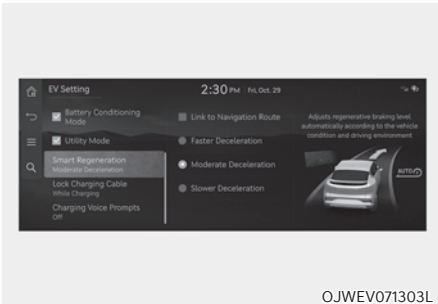 EV Setting
2:30 PM Fri, Oct. 29
Battery Conditioning
Mode
Utility Mode
Smart Regeneration
Moderate Deceleration
Lock Charging Cable
While Charging
Charging Voice Prompts
Off
Link to Navigation Route
Faster Deceleration
Moderate Deceleration
Slower Deceleration
Adjusts regenerative braking level
automatically according to the vehicle
condition and driving environment
AUTO
OJWEV071303L